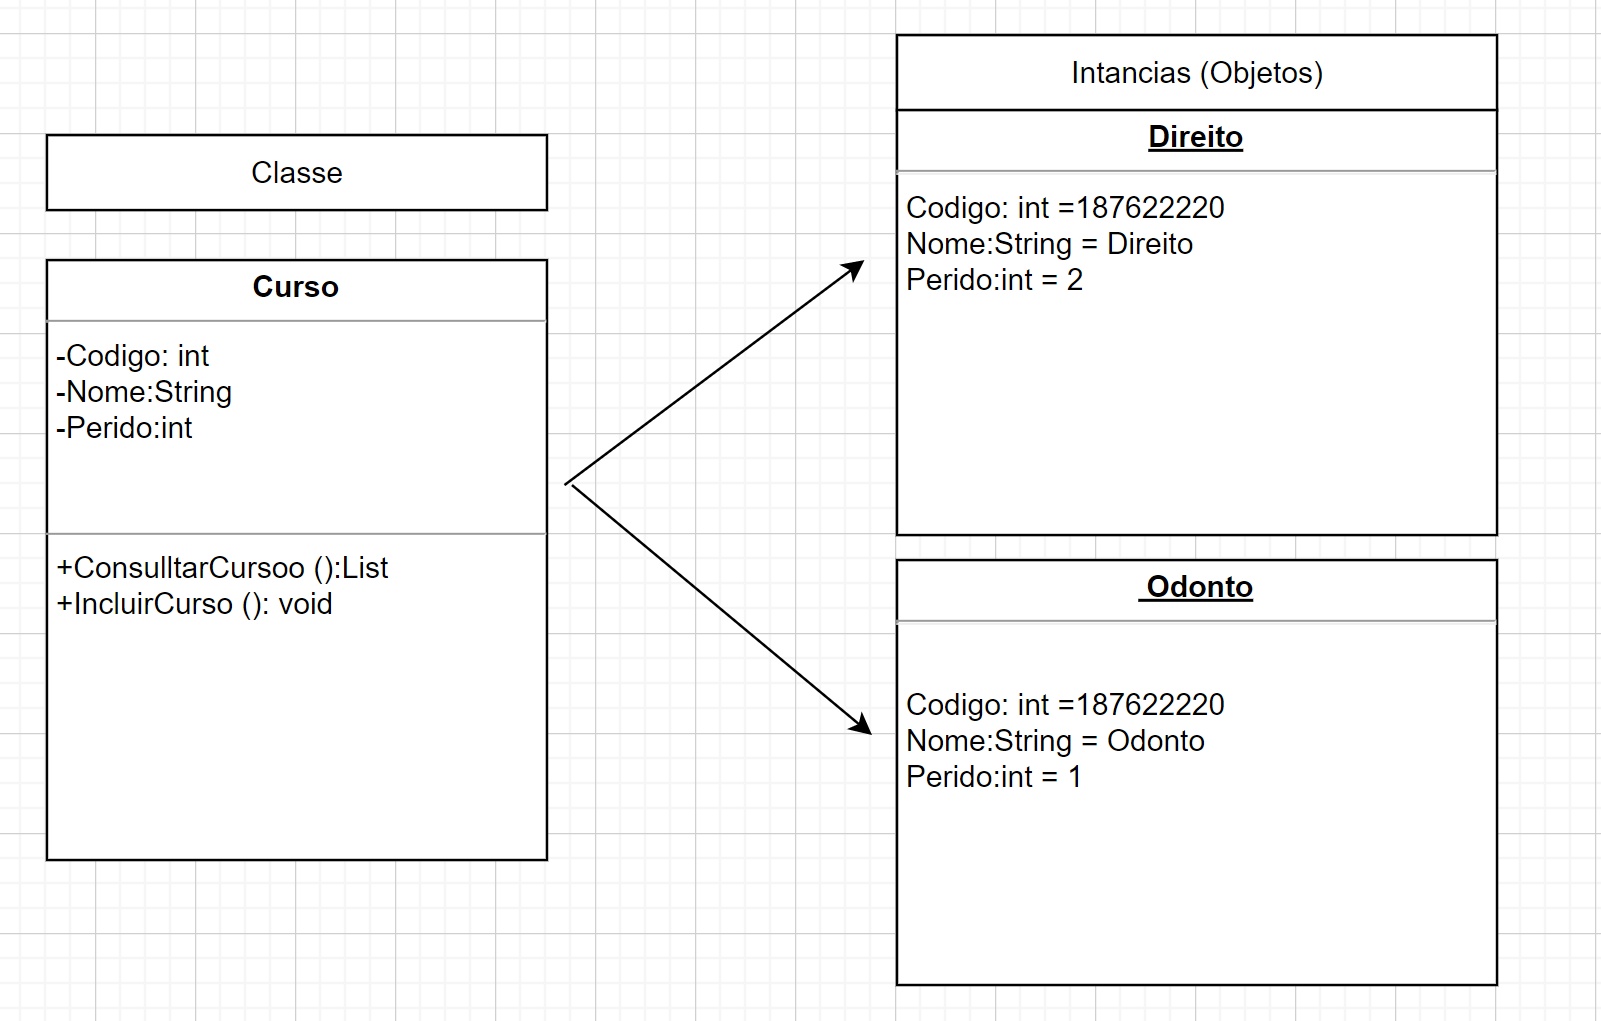 Classe
Curso
-Codigo: int
-Nome:String
-Perido:int
+ConsulltarCursoo ():List
+IncluirCurso (): void
Intancias (Objetos)
Direito
Codigo: int =187622220
Nome:String = Direito
Perido:int = 2
Odonto
Codigo: int =187622220
Nome:String = Odonto
Perido:int = 1